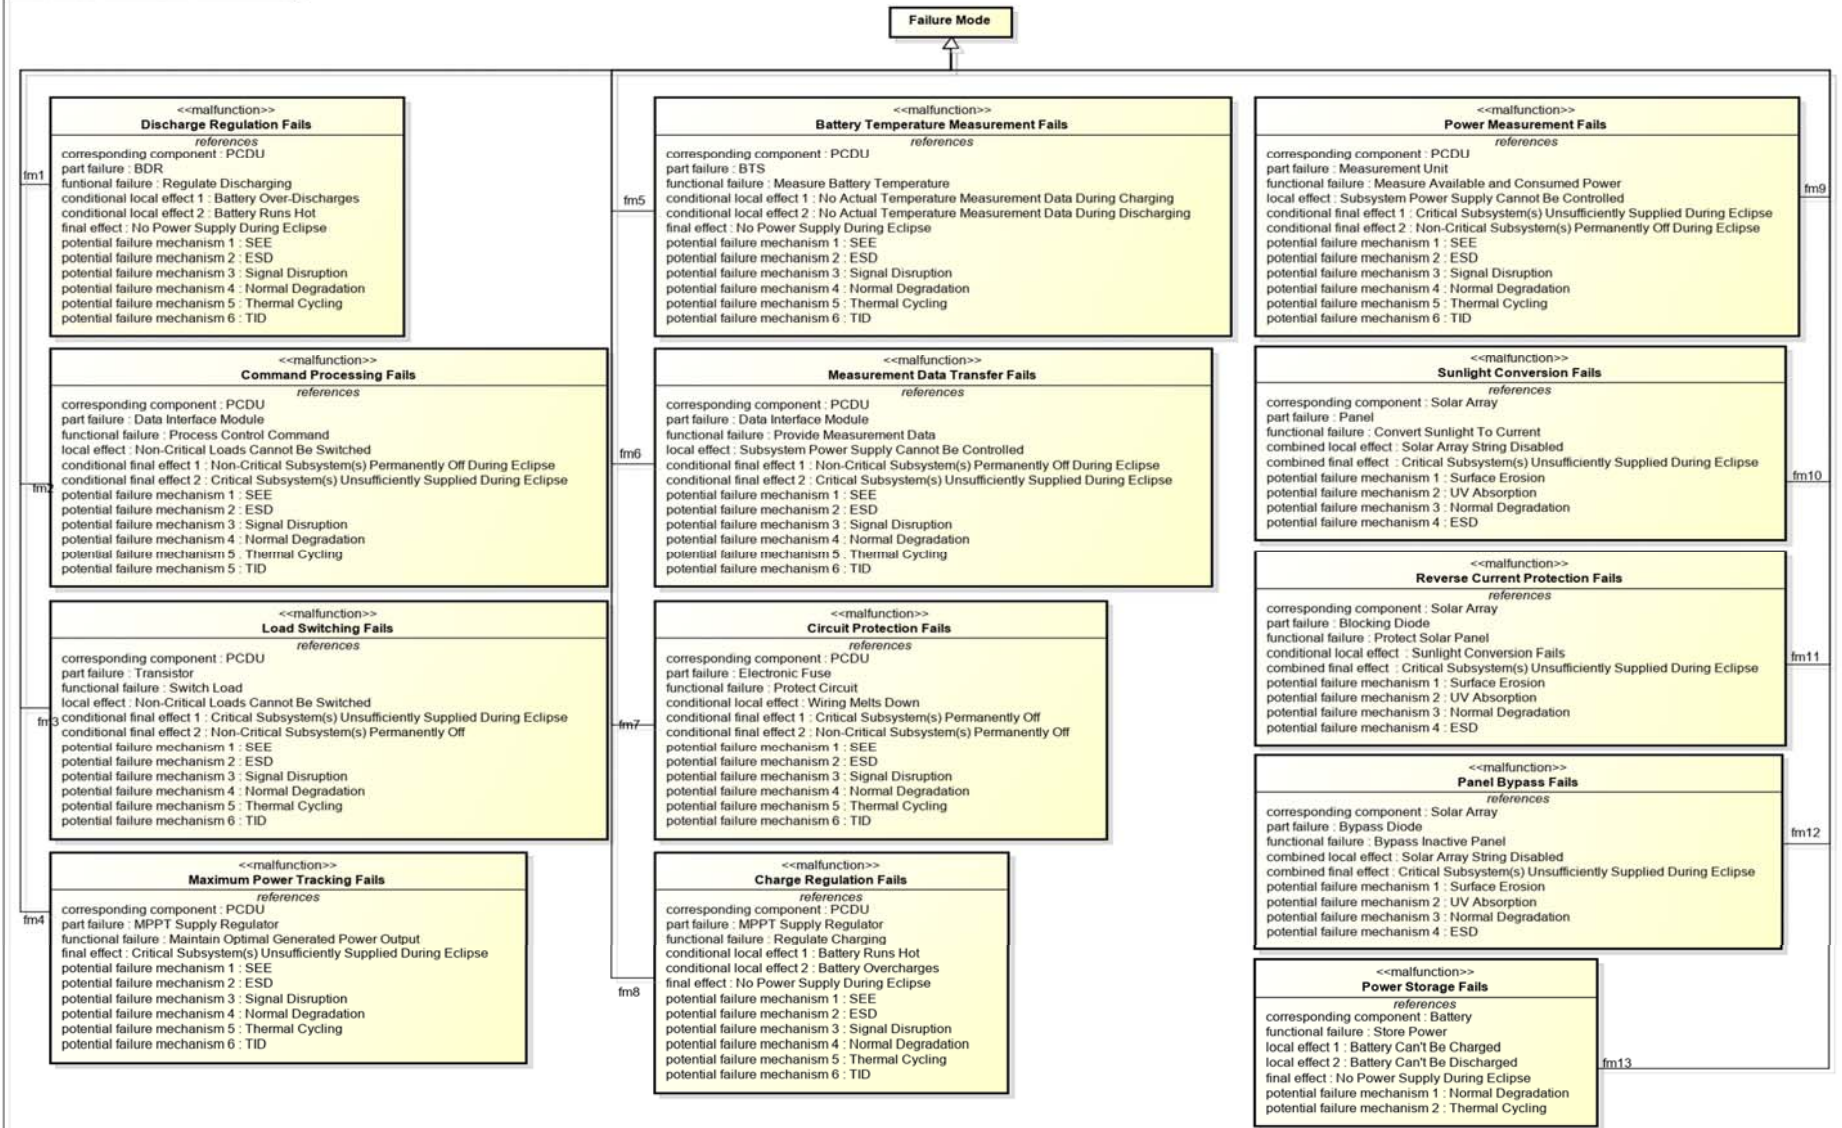 Failure Mode
fm1
<<malfunction>>
Discharge Regulation Fails
references
corresponding component : PCDU
part failure : BDR
funtional failure : Regulate Discharging
conditional local effect 1 : Battery Over-Discharges
conditional local effect 2 : Battery Runs Hot
final effect : No Power Supply During Eclipse
potential failure mechanism 1 : SEE
potential failure mechanism 2 : ESD
potential failure mechanism 3 : Signal Disruption
potential failure mechanism 4 : Normal Degradation
potential failure mechanism 5 : Thermal Cycling
potential failure mechanism 6 : TID
fm2
<<malfunction>>
Command Processing Fails
references
corresponding component : PCDU
part failure : Data Interface Module
functional failure : Process Control Command
local effect : Non-Critical Loads Cannot Be Switched
conditional final effect 1 : Non-Critical Subsystem(s) Permanently Off During Eclipse
conditional final effect 2 : Critical Subsystem(s) Unsufficiently Supplied During Eclipse
potential failure mechanism 1 : SEE
potential failure mechanism 2 : ESD
potential failure mechanism 3 : Signal Disruption
potential failure mechanism 4 : Normal Degradation
potential failure mechanism 5 : Thermal Cycling
potential failure mechanism 5 : TID
fm3
<<malfunction>>
Load Switching Fails
references
corresponding component : PCDU
part failure : Transistor
functional failure : Switch Load
local effect : Non-Critical Loads Cannot Be Switched
conditional final effect 1 : Critical Subsystem(s) Unsufficiently Supplied During Eclipse
conditional final effect 2 : Non-Critical Subsystem(s) Permanently Off
potential failure mechanism 1 : SEE
potential failure mechanism 2 : ESD
potential failure mechanism 3 : Signal Disruption
potential failure mechanism 4 : Normal Degradation
potential failure mechanism 5 : Thermal Cycling
potential failure mechanism 6 : TID
fm4
<<malfunction>>
Maximum Power Tracking Fails
references
corresponding component : PCDU
part failure : MPPT Supply Regulator
functional failure : Maintain Optimal Generated Power Output
final effect : Critical Subsystem(s) Unsufficiently Supplied During Eclipse
potential failure mechanism 1 : SEE
potential failure mechanism 2 : ESD
potential failure mechanism 3 : Signal Disruption
potential failure mechanism 4 : Normal Degradation
potential failure mechanism 5 : Thermal Cycling
potential failure mechanism 6 : TID
fm5
<<malfunction>>
Battery Temperature Measurement Fails
references
corresponding component : PCDU
part failure : BTS
functional failure : Measure Battery Temperature
conditional local effect 1 : No Actual Temperature Measurement Data During Charging
conditional local effect 2 : No Actual Temperature Measurement Data During Discharging
final effect : No Power Supply During Eclipse
potential failure mechanism 1 : SEE
potential failure mechanism 2 : ESD
potential failure mechanism 3 : Signal Disruption
potential failure mechanism 4 : Normal Degradation
potential failure mechanism 5 : Thermal Cycling
potential failure mechanism 6 : TID
fm6
<<malfunction>>
Measurement Data Transfer Fails
references
corresponding component : PCDU
part failure : Data Interface Module
functional failure : Provide Measurement Data
local effect : Subsystem Power Supply Cannot Be Controlled
conditional final effect 1 : Non-Critical Subsystem(s) Permanently Off During Eclipse
conditional final effect 2 : Critical Subsystem(s) Unsufficiently Supplied During Eclipse
potential failure mechanism 1 : SEE
potential failure mechanism 2 : ESD
potential failure mechanism 3 : Signal Disruption
potential failure mechanism 4 : Normal Degradation
potential failure mechanism 5 : Thermal Cycling
potential failure mechanism 6 : TID
fm7
<<malfunction>>
Circuit Protection Fails
references
corresponding component : PCDU
part failure : Electronic Fuse
functional failure : Protect Circuit
conditional local effect : Wiring Melts Down
conditional final effect 1 : Critical Subsystem(s) Permanently Off
conditional final effect 2 : Non-Critical Subsystem(s) Permanently Off
potential failure mechanism 1 : SEE
potential failure mechanism 2 : ESD
potential failure mechanism 3 : Signal Disruption
potential failure mechanism 4 : Normal Degradation
potential failure mechanism 5 : Thermal Cycling
potential failure mechanism 6 : TID
fm8
<<malfunction>>
Charge Regulation Fails
references
corresponding component : PCDU
part failure : MPPT Supply Regulator
functional failure : Regulate Charging
conditional local effect 1 : Battery Runs Hot
conditional local effect 2 : Battery Overcharges
final effect : No Power Supply During Eclipse
potential failure mechanism 1 : SEE
potential failure mechanism 2 : ESD
potential failure mechanism 3 : Signal Disruption
potential failure mechanism 4 : Normal Degradation
potential failure mechanism 5 : Thermal Cycling
potential failure mechanism 6 : TID
<<malfunction>>
Power Measurement Fails
references
corresponding component : PCDU
part failure : Measurement Unit
functional failure : Measure Available and Consumed Power
local effect : Subsystem Power Supply Cannot Be Controlled
conditional final effect 1 : Critical Subsystem(s) Unsufficiently Supplied During Eclipse
conditional final effect 2 : Non-Critical Subsystem(s) Permanently Off During Eclipse
potential failure mechanism 1 : SEE
potential failure mechanism 2 : ESD
potential failure mechanism 3 : Signal Disruption
potential failure mechanism 4 : Normal Degradation
potential failure mechanism 5 : Thermal Cycling
potential failure mechanism 6 : TID
fm9
<<malfunction>>
Sunlight Conversion Fails
references
corresponding component : Solar Array
part failure : Panel
functional failure : Convert Sunlight To Current
combined local effect : Solar Array String Disabled
combined final effect : Critical Subsystem(s) Unsufficiently Supplied During Eclipse
potential failure mechanism 1 : Surface Erosion
potential failure mechanism 2 : UV Absorption
potential failure mechanism 3 : Normal Degradation
potential failure mechanism 4 : ESD
fm10
<<malfunction>>
Reverse Current Protection Fails
references
corresponding component : Solar Array
part failure : Blocking Diode
functional failure : Protect Solar Panel
conditional local effect : Sunlight Conversion Fails
combined final effect : Critical Subsystem(s) Unsufficiently Supplied During Eclipse
potential failure mechanism 1 : Surface Erosion
potential failure mechanism 2 : UV Absorption
potential failure mechanism 3 : Normal Degradation
potential failure mechanism 4 : ESD
fm11
<<malfunction>>
Panel Bypass Fails
references
corresponding component : Solar Array
part failure : Bypass Diode
functional failure : Bypass Inactive Panel
combined local effect : Solar Array String Disabled
combined final effect : Critical Subsystem(s) Unsufficiently Supplied During Eclipse
potential failure mechanism 1 : Surface Erosion
potential failure mechanism 2 : UV Absorption
potential failure mechanism 3 : Normal Degradation
potential failure mechanism 4 : ESD
fm12
<<malfunction>>
Power Storage Fails
references
corresponding component : Battery
functional failure : Store Power
local effect 1 : Battery Can't Be Charged
local effect 2 : Battery Can't Be Discharged
final effect : No Power Supply During Eclipse
potential failure mechanism 1 : Normal Degradation
potential failure mechanism 2 : Thermal Cycling
fm13